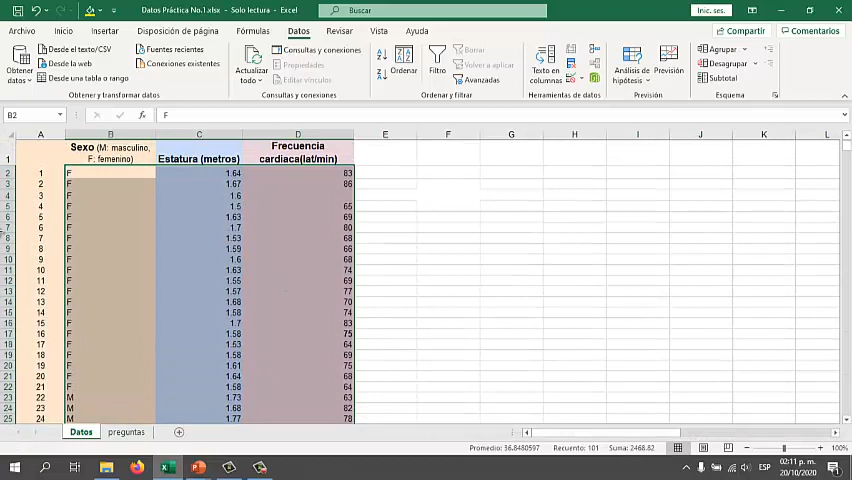 Datos Práctica No.1.xlsx - Solo lectura - Excel
Buscar
Inic. ses.
Archivo Inicio Insertar Disposición de página Fórmulas Datos Revisar Vista Ayuda
Compartir Comentarios
Obtener datos
Desde el texto/CSV
Desde la web
Desde una tabla o rango
Fuentes recientes
Conexiones existentes
Obtener y transformar datos
Actualizar todo
Consultas y conexiones
Propiedades
Editar vínculos
Consultas y conexiones
Ordenar
Filtro
Borrar
Volver a aplicar
Avanzadas
Ordenar y filtrar
Texto en columnas
Herramientas de datos
Análisis de hipótesis
Previsión
Previsión
Agrupar
Desagrupar
Subtotal
Esquema
B2 F
A B C D E F G H I J K L
1 Sexo (M: masculino, F: femenino) Estatura (metros) Frecuencia cardiaca(lat/min)
2 1 F 1.64 83
3 2 F 1.67 86
4 3 F 1.6
5 4 F 1.5 65
6 5 F 1.63 69
7 6 F 1.7 80
8 7 F 1.53 68
9 8 F 1.59 66
10 9 F 1.6 68
11 10 F 1.63 74
12 11 F 1.55 69
13 12 F 1.57 77
14 13 F 1.68 70
15 14 F 1.58 74
16 15 F 1.7 83
17 16 F 1.58 75
18 17 F 1.53 64
19 18 F 1.58 69
20 19 F 1.61 75
21 20 F 1.64 68
22 21 F 1.58 64
23 22 M 1.73 63
24 23 M 1.68 82
25 24 M 1.77 78
Datos preguntas
Promedio: 36.8480597 Recuento: 101 Suma: 2468.82 100%
ESP
02:11 p. m.
20/10/2020